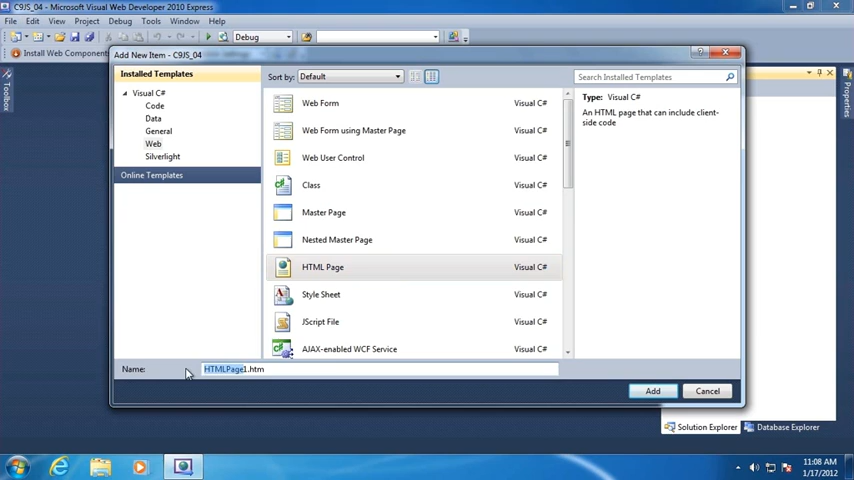 C9JS_04 - Microsoft Visual Web Developer 2010 Express
File Edit View Project Debug Data Tools Window Help
Debug
Install Web Component
Toolbox
Properties
Add New Item - C9JS_04
Installed Templates
Visual C#
Code
Data
General
Web
Silverlight
Online Templates
Sort by: Default
Search Installed Templates
Web Form Visual C#
Web Form using Master Page Visual C#
Web User Control Visual C#
Class Visual C#
Master Page Visual C#
Nested Master Page Visual C#
HTML Page Visual C#
Style Sheet Visual C#
JScript File Visual C#
AJAX-enabled WCF Service Visual C#
Type: Visual C#
An HTML page that can include client-
side code
Name: HTMLPage1.htm
Add Cancel
Solution Explorer Database Explorer
11:08 AM
1/17/2012